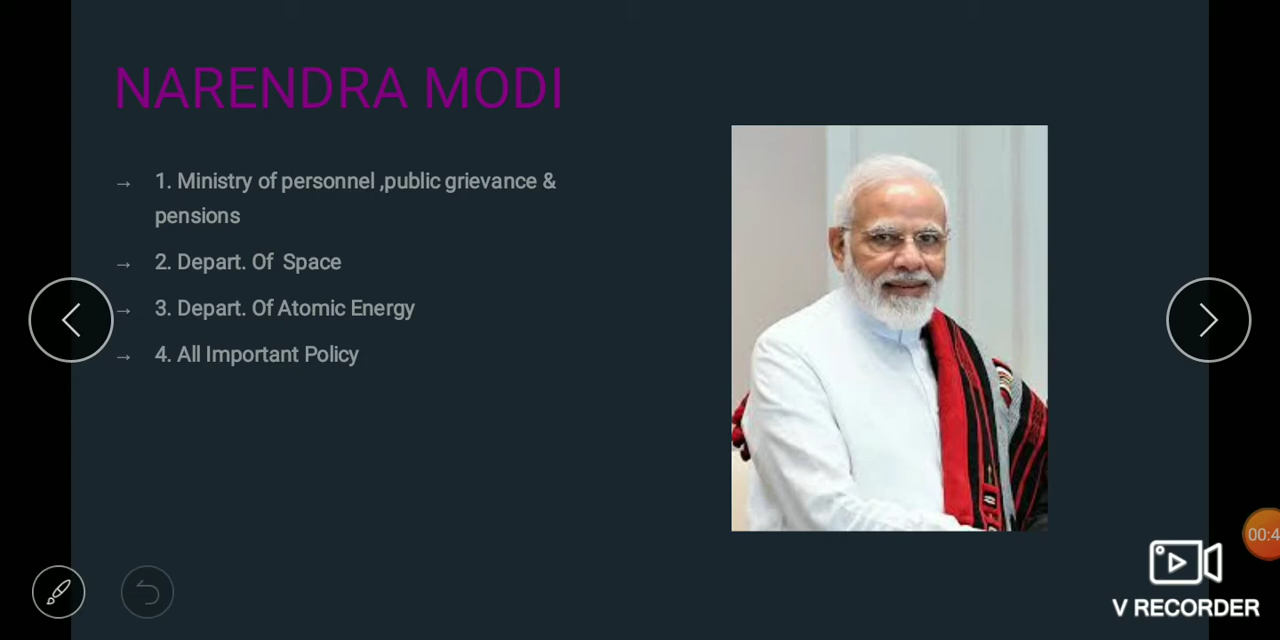 NARENDRA MODI
→ 1. Ministry of personnel ,public grievance &
pensions
→ 2. Depart. Of  Space
→ 3. Depart. Of Atomic Energy
→ 4. All Important Policy
00:4
V RECORDER